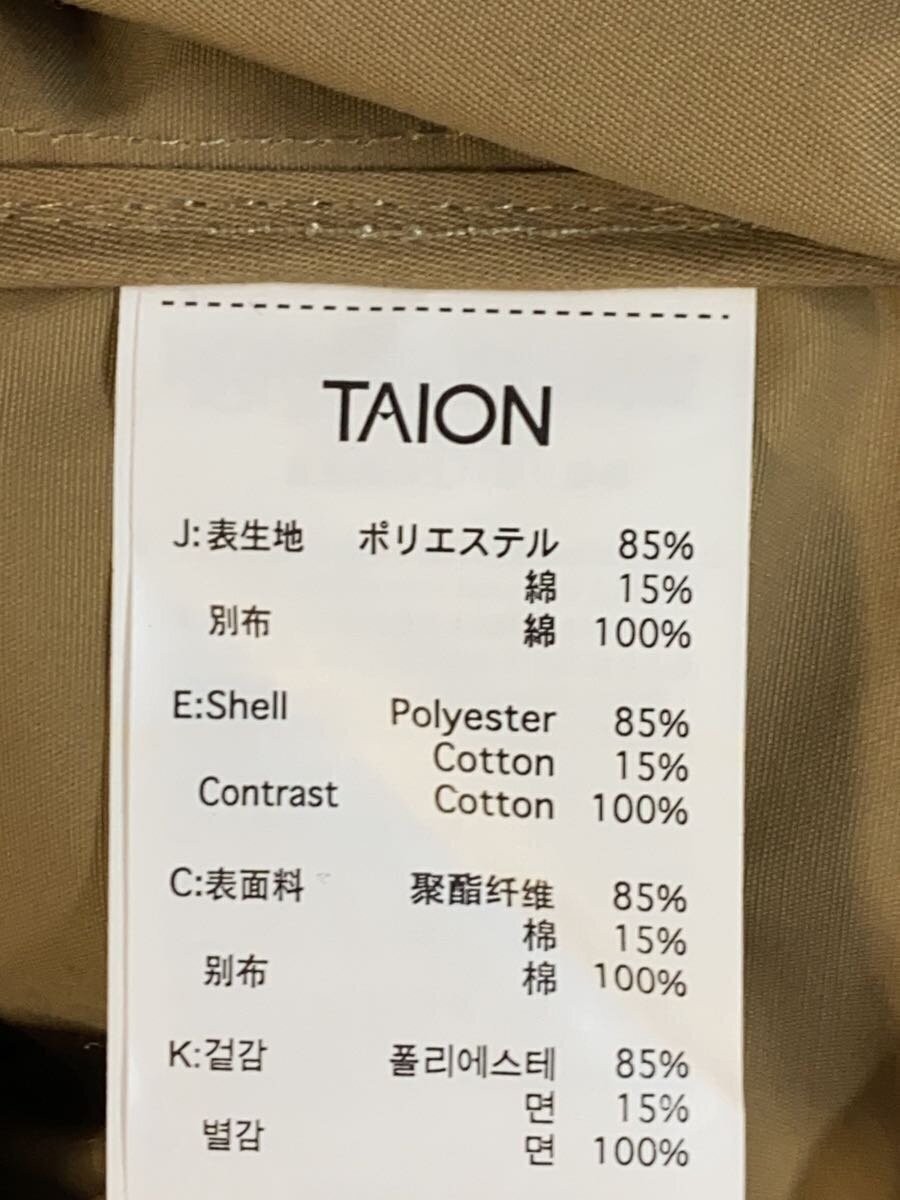 TAION
J:表生地 ポリエステル 85%
綿 15%
別布 綿 100%
E:Shell Polyester 85%
Cotton 15%
Contrast Cotton 100%
C:表面料 聚酯纤维 85%
棉 15%
别布 棉 100%
K:겉감 폴리에스테 85%
면 15%
별감 면 100%